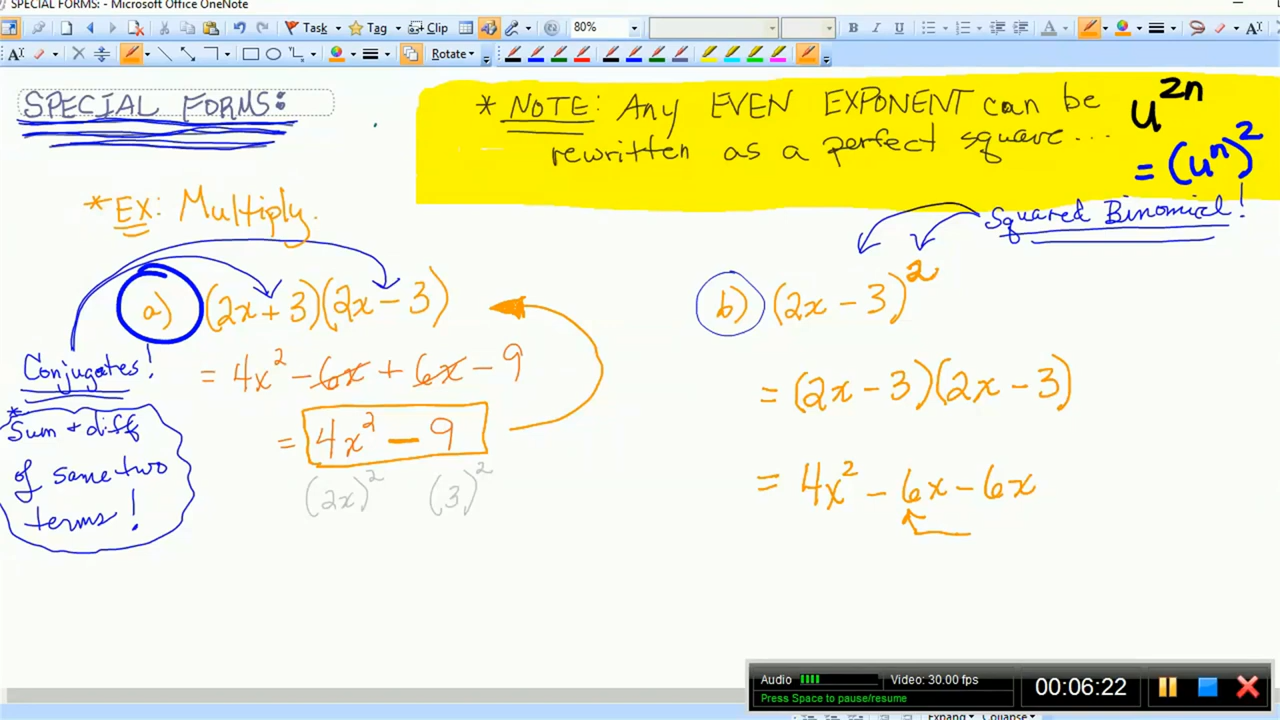 SPECIAL FORMS: - Microsoft Office OneNote
Task Tag Clip 80% B I U A
A Rotate
SPECIAL FORMS:
* NOTE: Any EVEN EXPONENT can be
rewritten as a perfect square...
u^2n
= (u^n)^2
*EX: Multiply.
Squared Binomial!
a) (2x + 3)(2x - 3)
= 4x^2 - 6x + 6x - 9
= 4x^2 - 9
(2x)^2 (3)^2
Conjugates!
* Sum + diff
of same two
terms!
b) (2x - 3)^2
= (2x - 3)(2x - 3)
= 4x^2 - 6x - 6x
Audio Video: 30.00 fps
Press Space to pause/resume
00:06:22
Expand Collapse